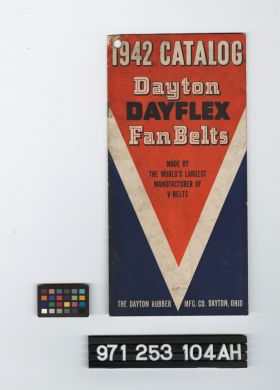 1942 CATALOG
Dayton
DAYFLEX
Fan Belts
MADE BY
THE WORLD'S LARGEST
MANUFACTURER OF
V-BELTS
THE DAYTON RUBBER MFG. CO. DAYTON, OHIO
971 253 104AH